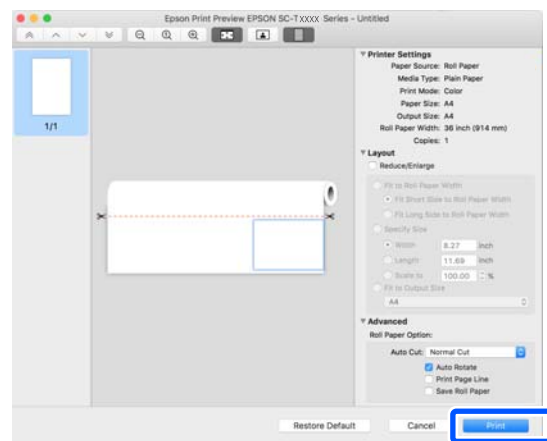 Epson Print Preview EPSON SC-TXXXX Series - Untitled
1/1
Printer Settings
Paper Source: Roll Paper
Media Type: Plain Paper
Print Mode: Color
Paper Size: A4
Output Size: A4
Roll Paper Width: 36 inch (914 mm)
Copies: 1
Layout
Reduce/Enlarge
Fit to Roll Paper Width
Fit Short Side to Roll Paper Width
Fit Long Side to Roll Paper Width
Specify Size
Width 8.27 inch
Length 11.69 inch
Scale to 100.00 %
Fit to Output Size
A4
Advanced
Roll Paper Option:
Auto Cut: Normal Cut
Auto Rotate
Print Page Line
Save Roll Paper
Restore Default Cancel Print